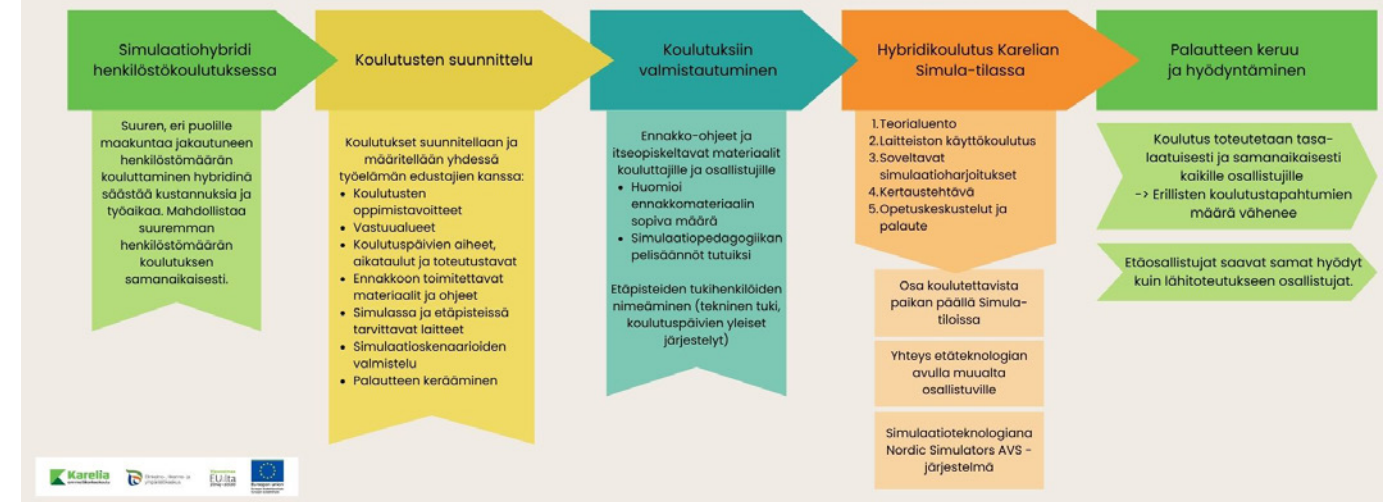 Simulaatiohybridi
henkilöstökoulutuksessa
Suuren, eri puolille
maakuntaa jakautuneen
henkilöstömäärän
kouluttaminen hybridinä
säästää kustannuksia ja
työaikaa. Mahdollistaa
suuremman
henkilöstömäärän
koulutuksen
samanaikaisesti.
Koulutusten suunnittelu
Koulutukset suunnitellaan ja
määritellään yhdessä
työelämän edustajien kanssa:
• Koulutusten
oppimistavoitteet
• Vastuualueet
• Koulutuspäivien aiheet,
aikataulut ja toteutustavat
• Ennakkoon toimitettavat
materiaalit ja ohjeet
• Simulassa ja etäpisteissä
tarvittavat laitteet
• Simulaatioskenaarioiden
valmistelu
• Palautteen kerääminen
Koulutuksiin
valmistautuminen
Ennakko-ohjeet ja
itseopiskeltavat materiaalit
kouluttajille ja osallistujille
• Huomioi
ennakkomateriaalin
sopiva määrä
• Simulaatiopedagogiikan
pelisäännöt tutuiksi
Etäpisteiden tukihenkilöiden
nimeäminen (tekninen tuki,
koulutuspäivien yleiset
järjestelyt)
Hybridikoulutus Karelian
Simula-tilassa
1. Teorialuento
2. Laitteiston käyttökoulutus
3. Soveltavat
simulaatioharjoitukset
4. Kertaustehtävä
5. Opetuskeskustelut ja
palaute
Osa koulutettavista
paikan päällä Simula-
tiloissa
Yhteys etäteknologian
avulla muualta
osallistuville
Simulaatioteknologiana
Nordic Simulators AVS -
järjestelmä
Palautteen keruu
ja hyödyntäminen
Koulutus toteutetaan tasa-
laatuisesti ja samanaikaisesti
kaikille osallistujille
-> Erillisten koulutustapahtumien
määrä vähenee
Etäosallistujat saavat samat hyödyt
kuin lähitoteutukseen osallistujat.
Karelia
EU:lta